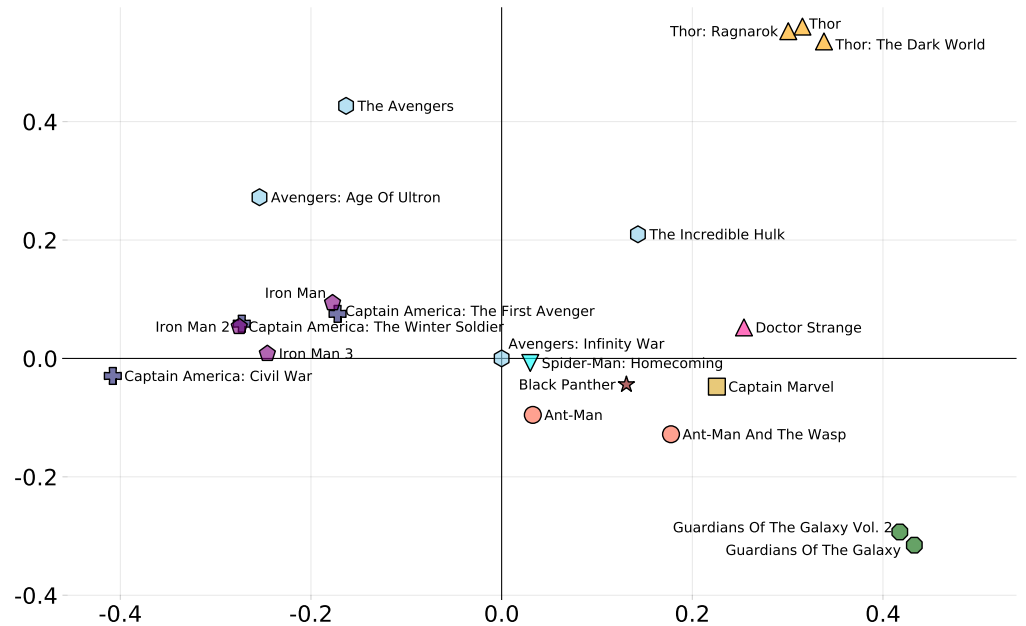 Thor
Thor: Ragnarok
Thor: The Dark World
The Avengers
0.4
Avengers: Age Of Ultron
The Incredible Hulk
0.2
Iron Man
Captain America: The First Avenger
Iron Man 2
Captain America: The Winter Soldier
Doctor Strange
Avengers: Infinity War
Iron Man 3
0.0
Spider-Man: Homecoming
Captain America: Civil War
Black Panther
Captain Marvel
Ant-Man
Ant-Man And The Wasp
-0.2
Guardians Of The Galaxy Vol. 2
Guardians Of The Galaxy
-0.4
-0.4 -0.2 0.0 0.2 0.4